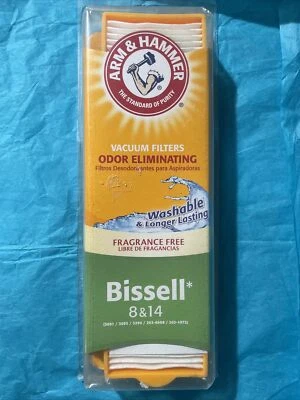 ARM & HAMMER
THE STANDARD OF PURITY
VACUUM FILTERS
ODOR ELIMINATING
Filtros Desodorizantes para Aspiradoras
Washable
& Longer Lasting
FRAGRANCE FREE
LIBRE DE FRAGANCIAS
Bissell*
8 & 14